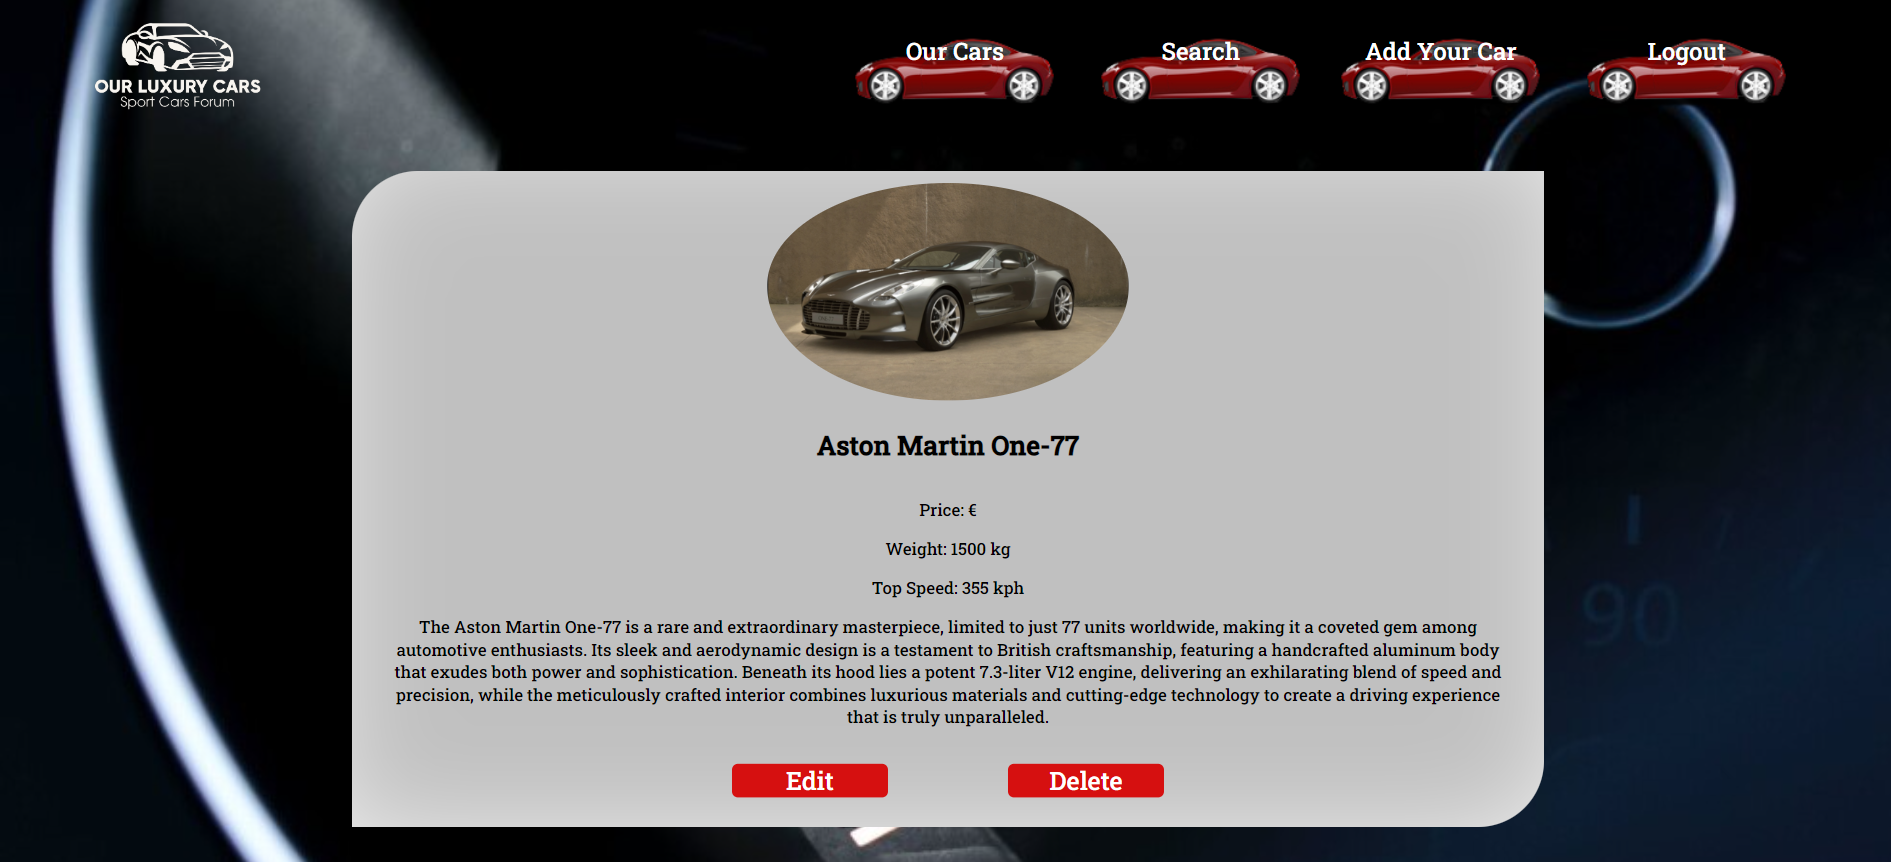 OUR LUXURY CARS
Sport Cars Forum
Our Cars
Search
Add Your Car
Logout
Aston Martin One-77
Price: €
Weight: 1500 kg
Top Speed: 355 kph
The Aston Martin One-77 is a rare and extraordinary masterpiece, limited to just 77 units worldwide, making it a coveted gem among
automotive enthusiasts. Its sleek and aerodynamic design is a testament to British craftsmanship, featuring a handcrafted aluminum body
that exudes both power and sophistication. Beneath its hood lies a potent 7.3-liter V12 engine, delivering an exhilarating blend of speed and
precision, while the meticulously crafted interior combines luxurious materials and cutting-edge technology to create a driving experience
that is truly unparalleled.
90
Edit
Delete